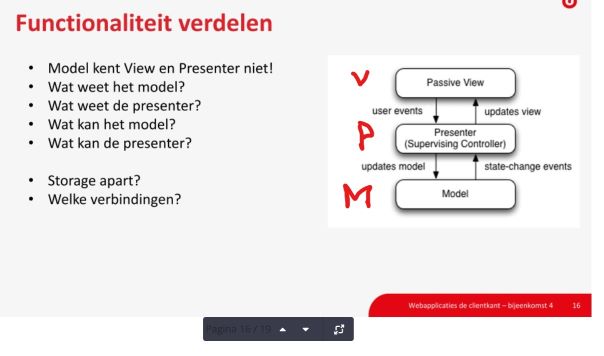 Functionaliteit verdelen
• Model kent View en Presenter niet!
• Wat weet het model?
• Wat weet de presenter?
• Wat kan het model?
• Wat kan de presenter?
• Storage apart?
• Welke verbindingen?
V
Passive View
user events
updates view
P
Presenter
(Supervising Controller)
updates model
state-change events
M
Model
Webapplicaties de clientkant – bijeenkomst 4
16
Pagina 16 / 19